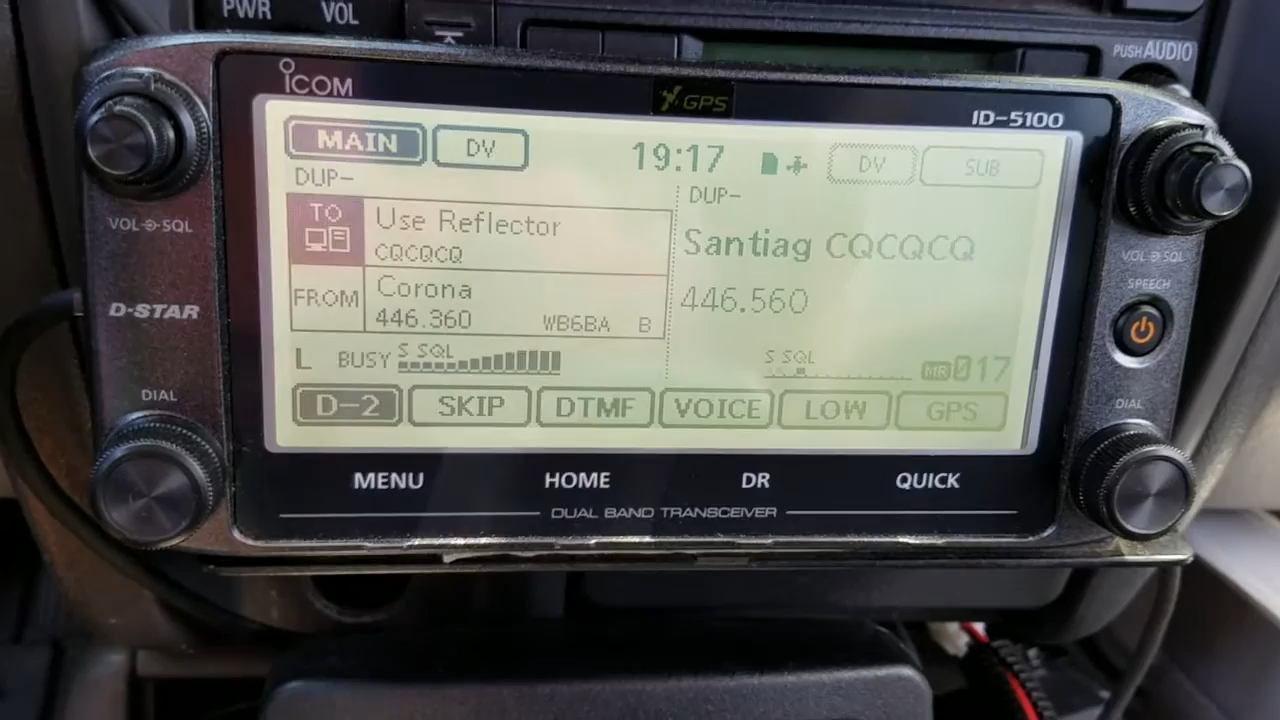 PWR VOL
PUSH AUDIO
ICOM
GPS
ID-5100
MAIN DV 19:17 DV SUB
DUP- DUP-
TO Use Reflector
CQCQCQ
Santiag CQCQCQ
FROM Corona
446.360 WB6BA B
446.560
L BUSY S SQL
S SQL MR 017
D-2 SKIP DTMF VOICE LOW GPS
MENU HOME DR QUICK
DUAL BAND TRANSCEIVER
VOL SQL
D-STAR
DIAL
VOL SQL
SPEECH
DIAL